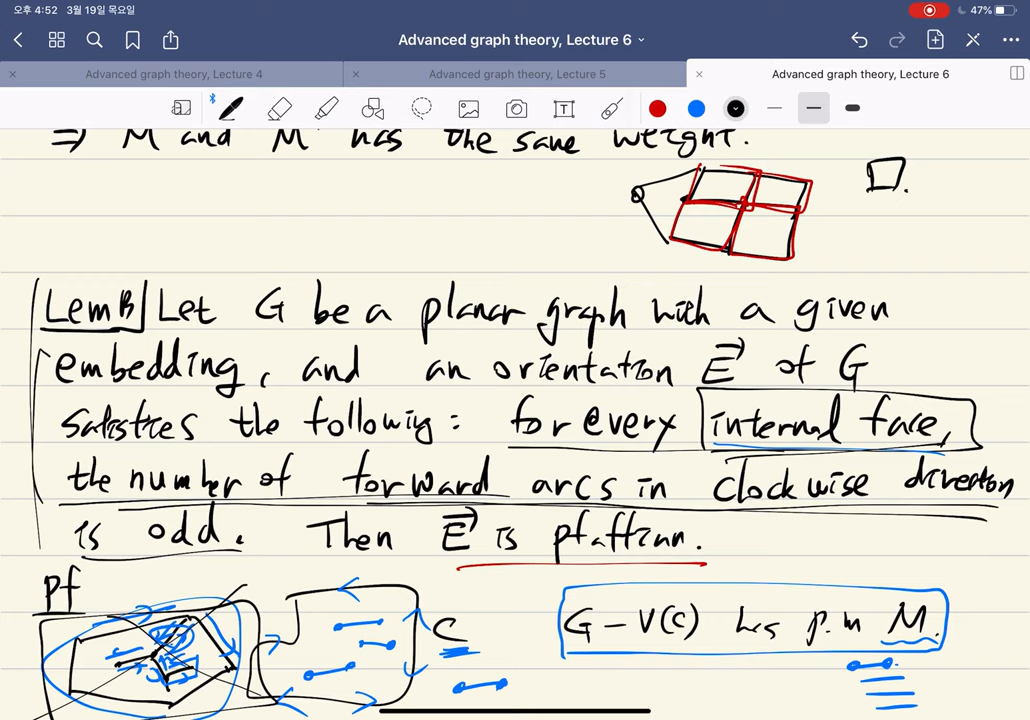 오후 4:52 3월 19일 목요일
47%
Advanced graph theory, Lecture 6
Advanced graph theory, Lecture 4
Advanced graph theory, Lecture 5
Advanced graph theory, Lecture 6
⇒ M and M' has the same weight.
Lem B Let G be a planar graph with a given
embedding, and an orientation E⃗ of G
satisfies the following: for every internal face,
the number of forward arcs in clockwise direction
is odd. Then E⃗ is pfaffian.
Pf
C
G - V(C) has p.m M.